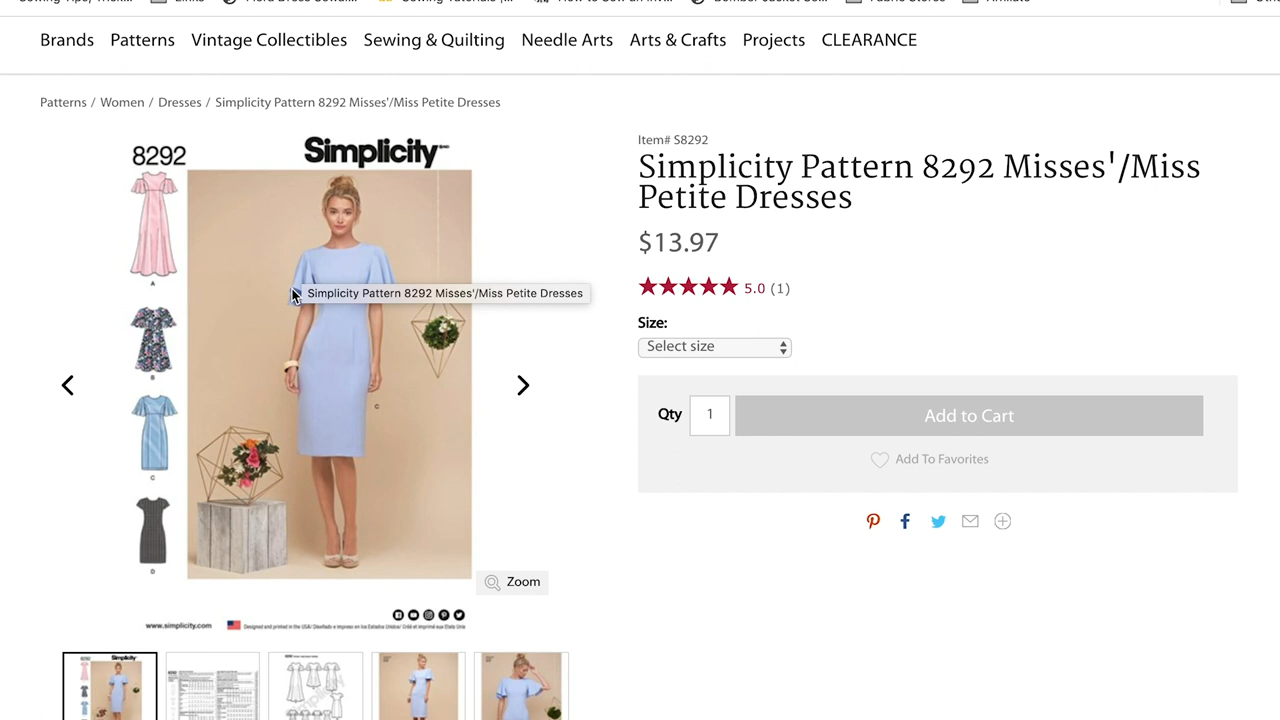 Brands Patterns Vintage Collectibles Sewing & Quilting Needle Arts Arts & Crafts Projects CLEARANCE
Patterns / Women / Dresses / Simplicity Pattern 8292 Misses'/Miss Petite Dresses
8292 Simplicity
A
B
C
D
C
Simplicity Pattern 8292 Misses'/Miss Petite Dresses
Zoom
www.simplicity.com
Item# S8292
Simplicity Pattern 8292 Misses'/Miss
Petite Dresses
$13.97
5.0 (1)
Size:
Select size
Qty 1 Add to Cart
Add To Favorites